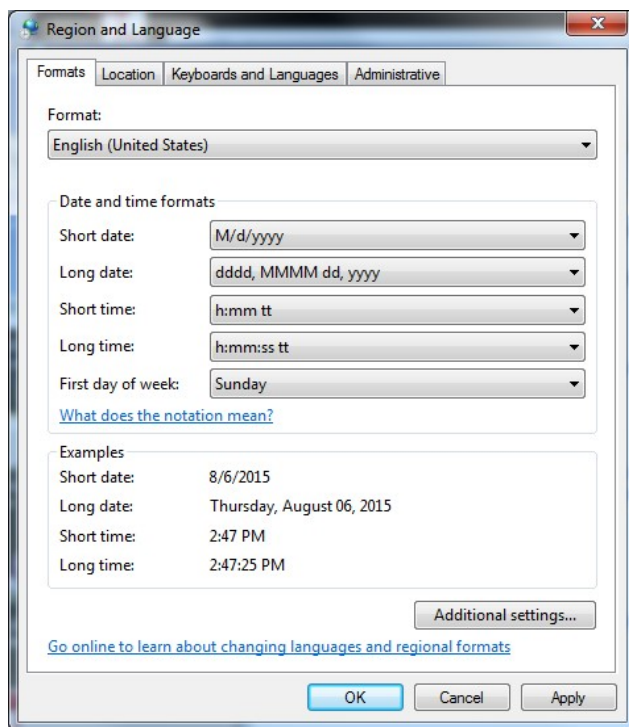 Region and Language
Formats Location Keyboards and Languages Administrative
Format:
English (United States)
Date and time formats
Short date: M/d/yyyy
Long date: dddd, MMMM dd, yyyy
Short time: h:mm tt
Long time: h:mm:ss tt
First day of week: Sunday
What does the notation mean?
Examples
Short date: 8/6/2015
Long date: Thursday, August 06, 2015
Short time: 2:47 PM
Long time: 2:47:25 PM
Additional settings...
Go online to learn about changing languages and regional formats
OK Cancel Apply